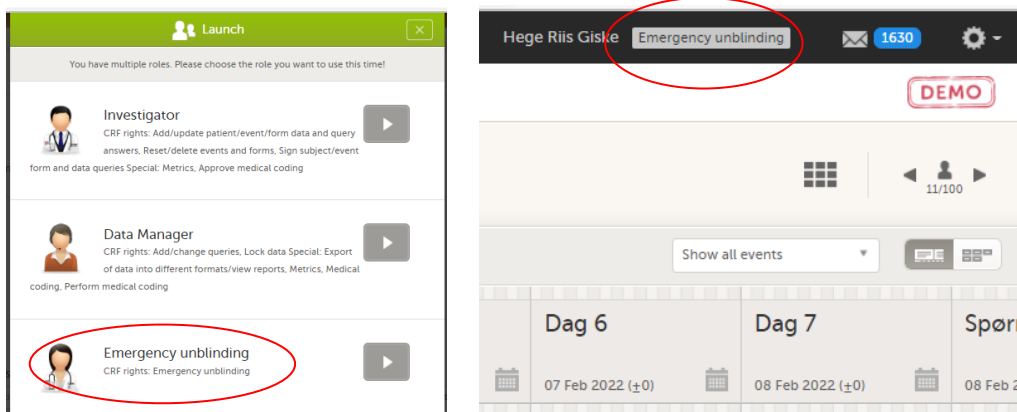 Launch
You have multiple roles. Please choose the role you want to use this time!
Investigator
CRF rights: Add/update patient/event/form data and query
answers, Reset/delete events and forms, Sign subject/event
form and data queries Special: Metrics, Approve medical coding
Data Manager
CRF rights: Add/change queries, Lock data Special: Export
of data into different formats/view reports, Metrics, Medical
coding, Perform medical coding
Emergency unblinding
CRF rights: Emergency unblinding
Hege Riis Giske Emergency unblinding 1630
DEMO
11/100
Show all events
Dag 6 Dag 7 Spør
07 Feb 2022 (+0) 08 Feb 2022 (+0) 08 Feb 2